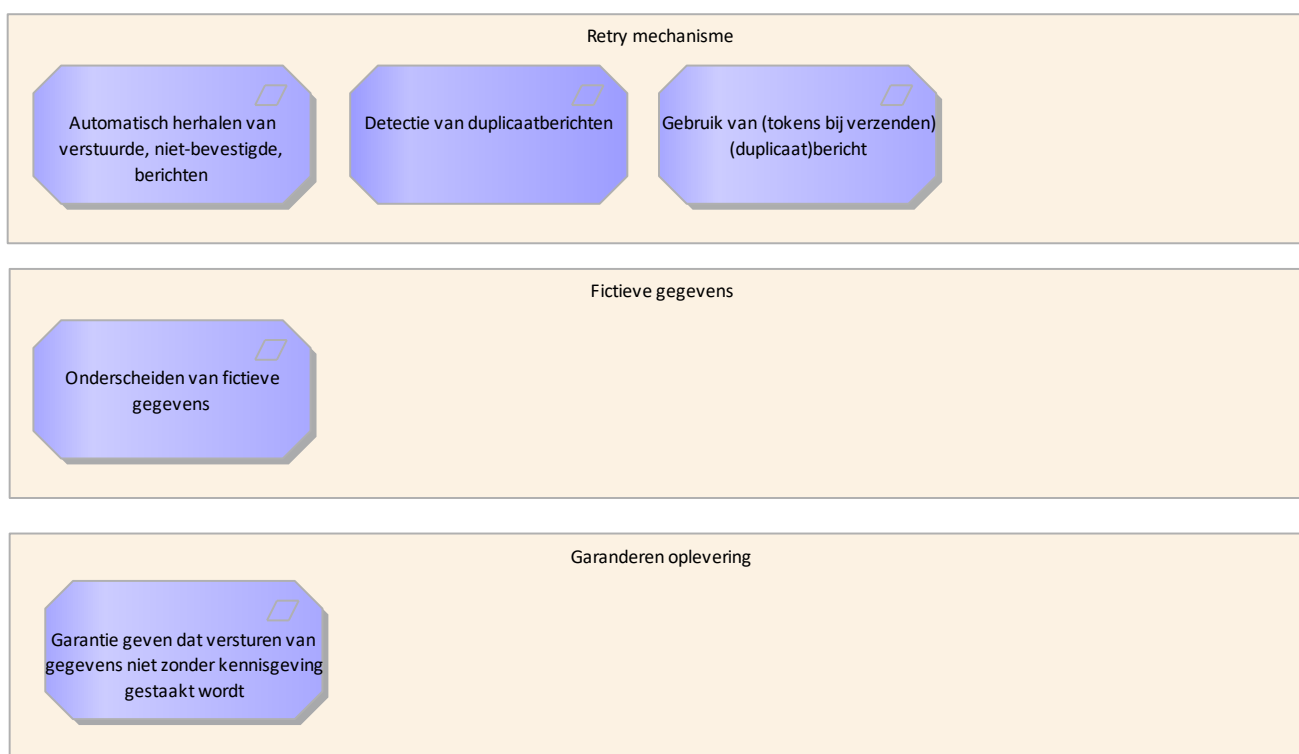 Retry mechanisme
Automatisch herhalen van
verstuurde, niet-bevestigde,
berichten
Detectie van duplicaatberichten
Gebruik van (tokens bij verzenden)
(duplicaat)bericht
Fictieve gegevens
Onderscheiden van fictieve
gegevens
Garanderen oplevering
Garantie geven dat versturen van
gegevens niet zonder kennisgeving
gestaakt wordt